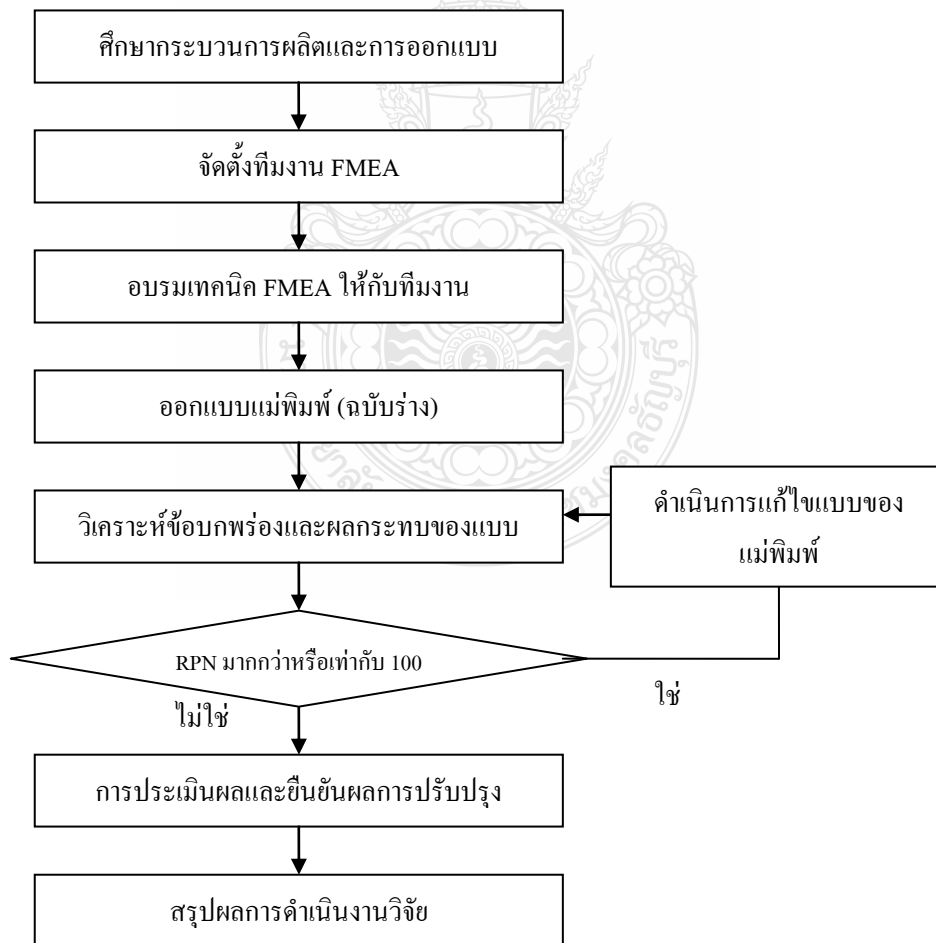 ศึกษากระบวนการผลิตและการออกแบบ
จัดตั้งทีมงาน FMEA
อบรมเทคนิค FMEA ให้กับทีมงาน
ออกแบบแม่พิมพ์ (ฉบับร่าง)
วิเคราะห์ข้อบกพร่องและผลกระทบของแบบ
ดำเนินการแก้ไขแบบของ
แม่พิมพ์
RPN มากกว่าหรือเท่ากับ 100
ใช่
ไม่ใช่
การประเมินผลและยืนยันผลการปรับปรุง
สรุปผลการดำเนินงานวิจัย